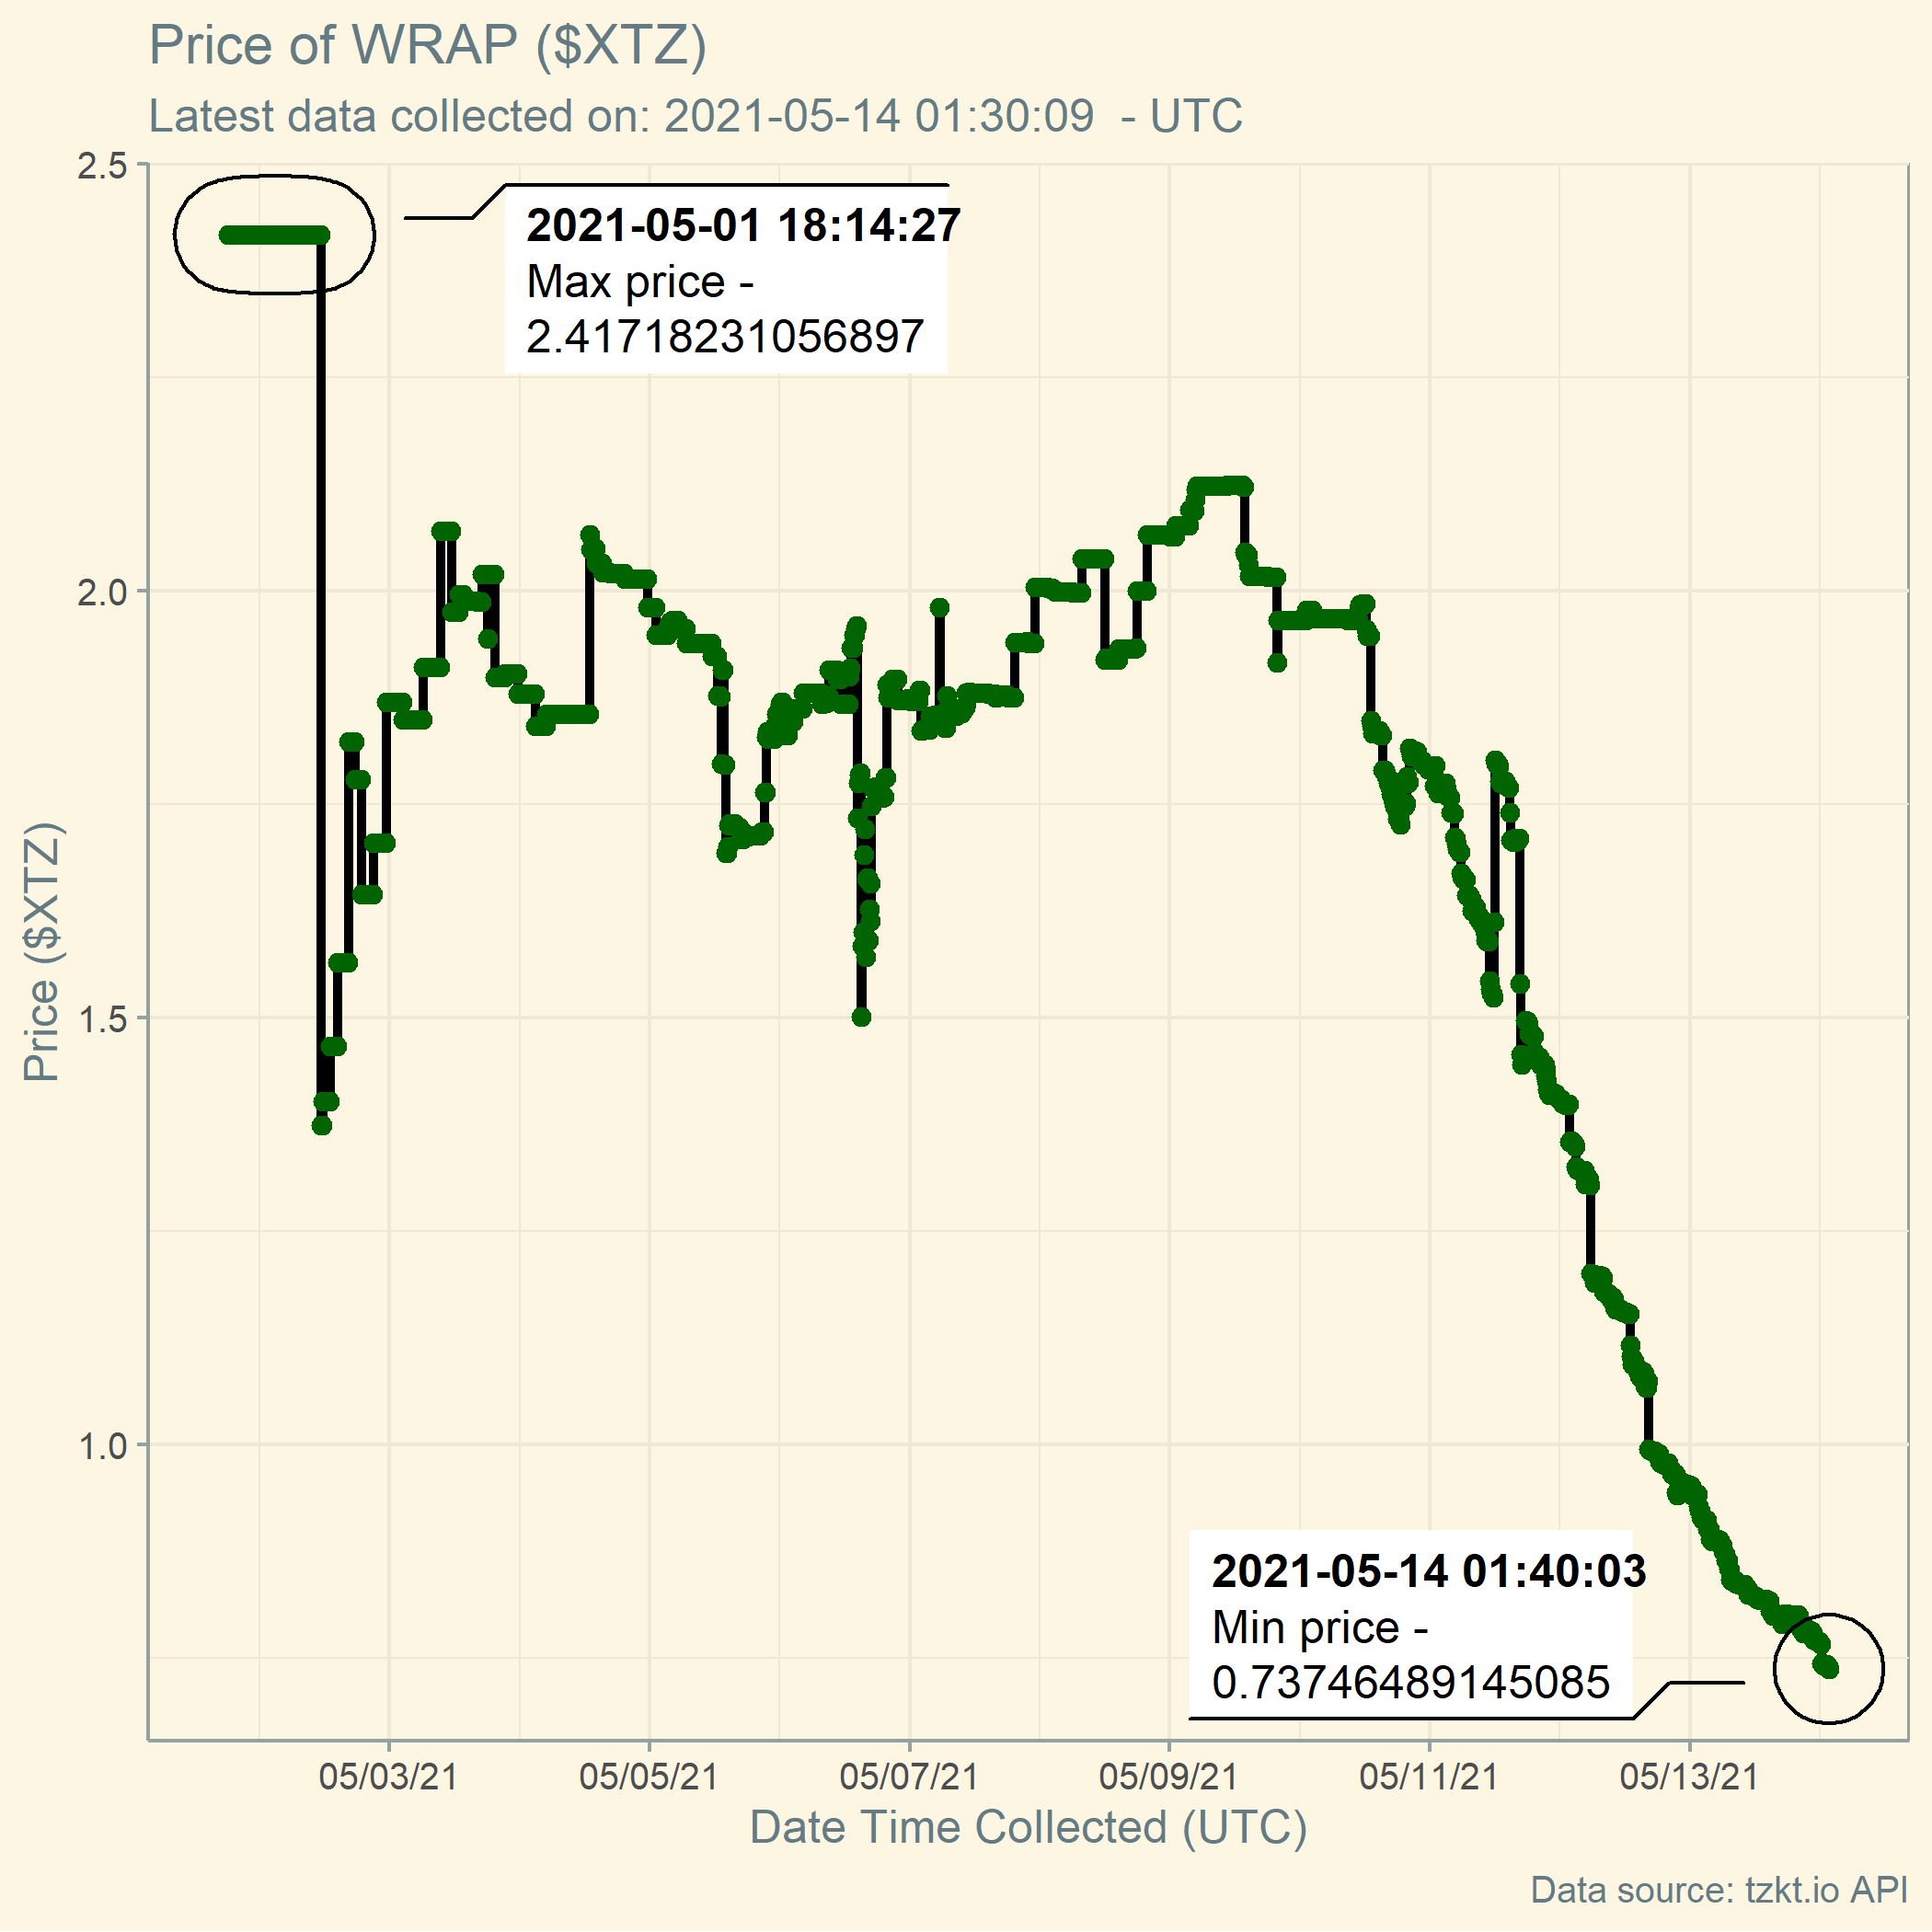 Price of WRAP ($XTZ)
Latest data collected on: 2021-05-14 01:30:09  - UTC
2.5
2.0
1.5
1.0
Price ($XTZ)
2021-05-01 18:14:27
Max price -
2.41718231056897
2021-05-14 01:40:03
Min price -
0.73746489145085
05/03/21
05/05/21
05/07/21
05/09/21
05/11/21
05/13/21
Date Time Collected (UTC)
Data source: tzkt.io API